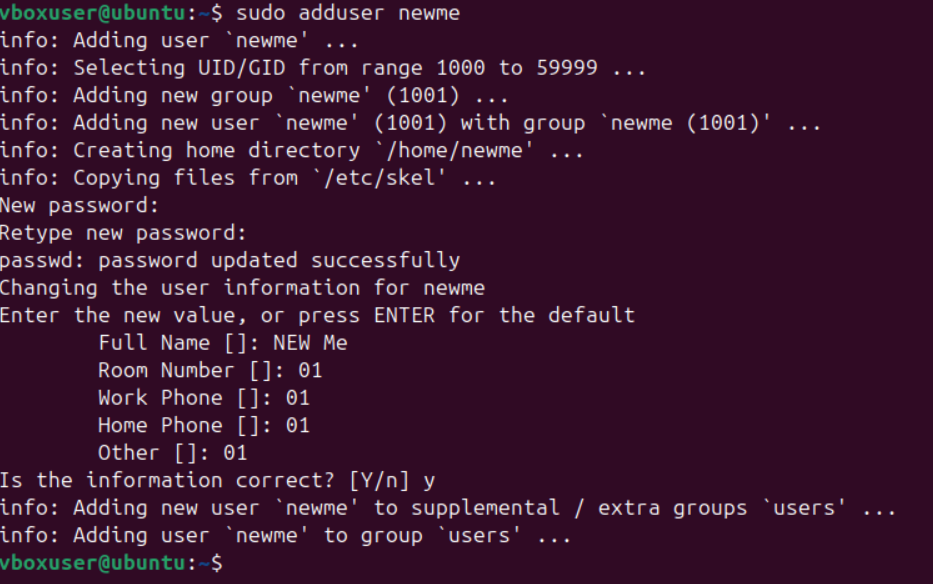 vboxuser@ubuntu:~$ sudo adduser newme
info: Adding user `newme' ...
info: Selecting UID/GID from range 1000 to 59999 ...
info: Adding new group `newme' (1001) ...
info: Adding new user `newme' (1001) with group `newme (1001)' ...
info: Creating home directory `/home/newme' ...
info: Copying files from `/etc/skel' ...
New password:
Retype new password:
passwd: password updated successfully
Changing the user information for newme
Enter the new value, or press ENTER for the default
        Full Name []: NEW Me
        Room Number []: 01
        Work Phone []: 01
        Home Phone []: 01
        Other []: 01
Is the information correct? [Y/n] y
info: Adding new user `newme' to supplemental / extra groups `users' ...
info: Adding user `newme' to group `users' ...
vboxuser@ubuntu:~$